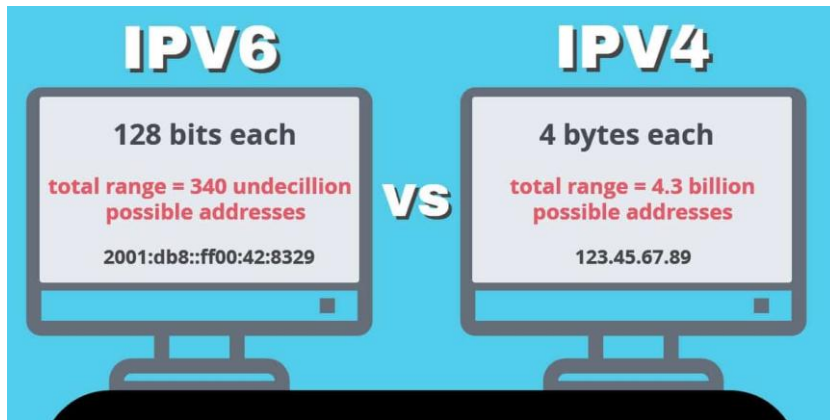 IPV6
128 bits each
total range = 340 undecillion
possible addresses
2001:db8::ff00:42:8329
VS
IPV4
4 bytes each
total range = 4.3 billion
possible addresses
123.45.67.89